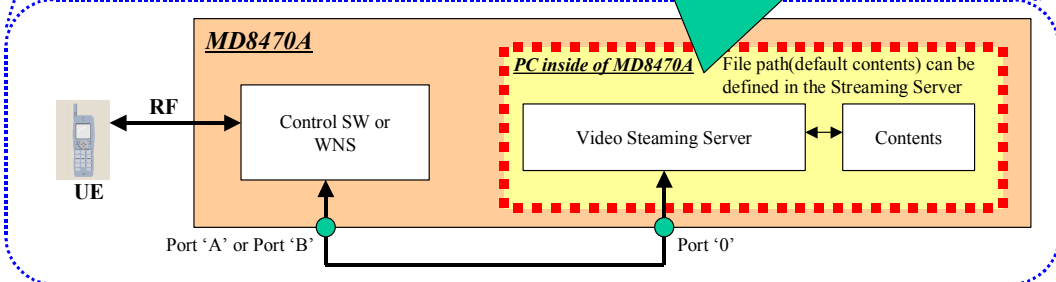 MD8470A
PC inside of MD8470A
File path(default contents) can be
defined in the Streaming Server
RF
Control SW or
WNS
Video Steaming Server
Contents
UE
Port ‘A’ or Port ‘B’
Port ‘0’